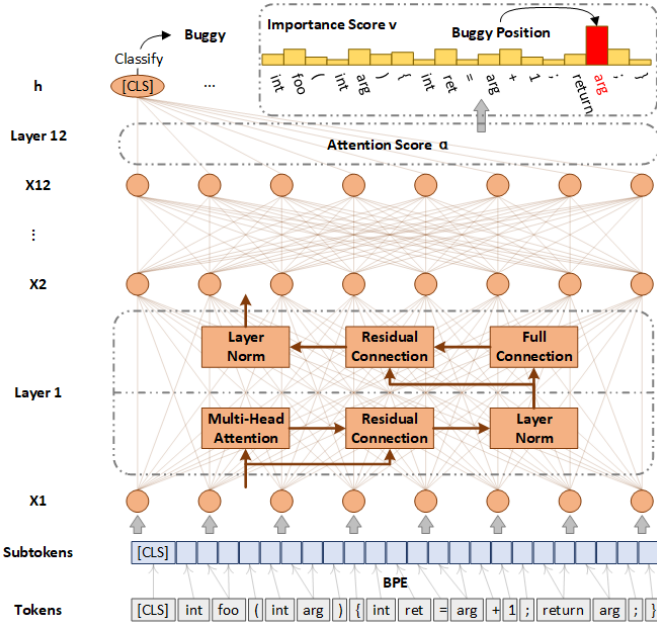 Importance Score v
Buggy
Buggy Position
Classify
int foo ( int arg ) { int ret = arg + 1 ; return arg ; }
h
[CLS]
...
Layer 12
Attention Score α
X12
⋮
X2
Layer Norm
Residual Connection
Full Connection
Layer 1
Multi-Head Attention
Residual Connection
Layer Norm
X1
Subtokens
[CLS]
BPE
Tokens
[CLS] int foo ( int arg ) { int ret = arg + 1 ; return arg ; }